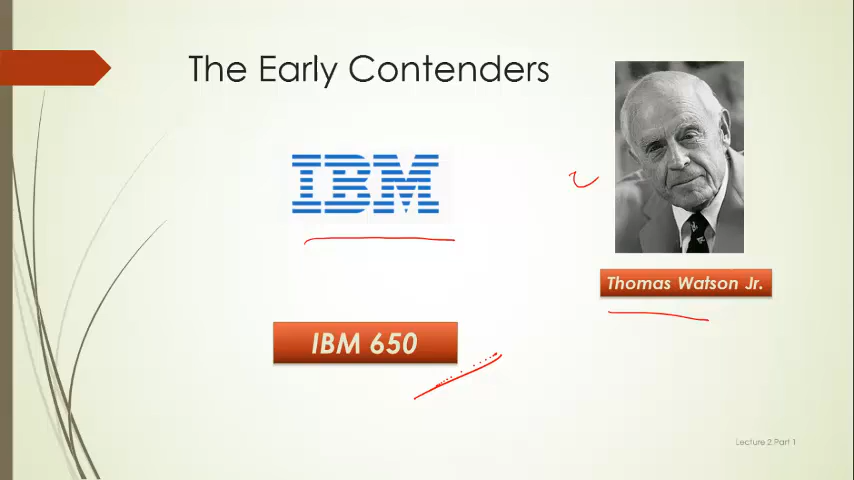 The Early Contenders
IBM
Thomas Watson Jr.
IBM 650
Lecture 2.Part 1